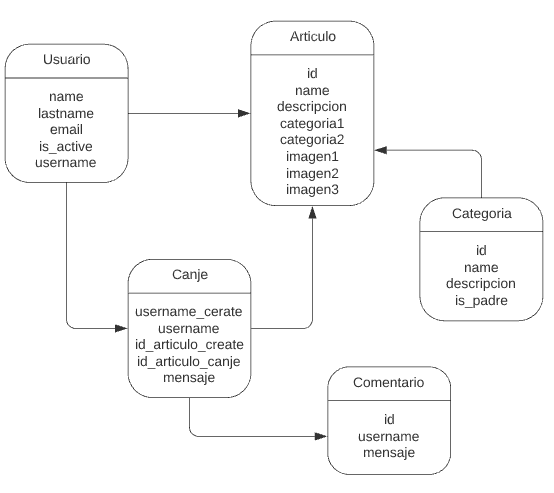 Usuario
name
lastname
email
is_active
username
Articulo
id
name
descripcion
categoria1
categoria2
imagen1
imagen2
imagen3
Categoria
id
name
descripcion
is_padre
Canje
username_cerate
username
id_articulo_create
id_articulo_canje
mensaje
Comentario
id
username
mensaje